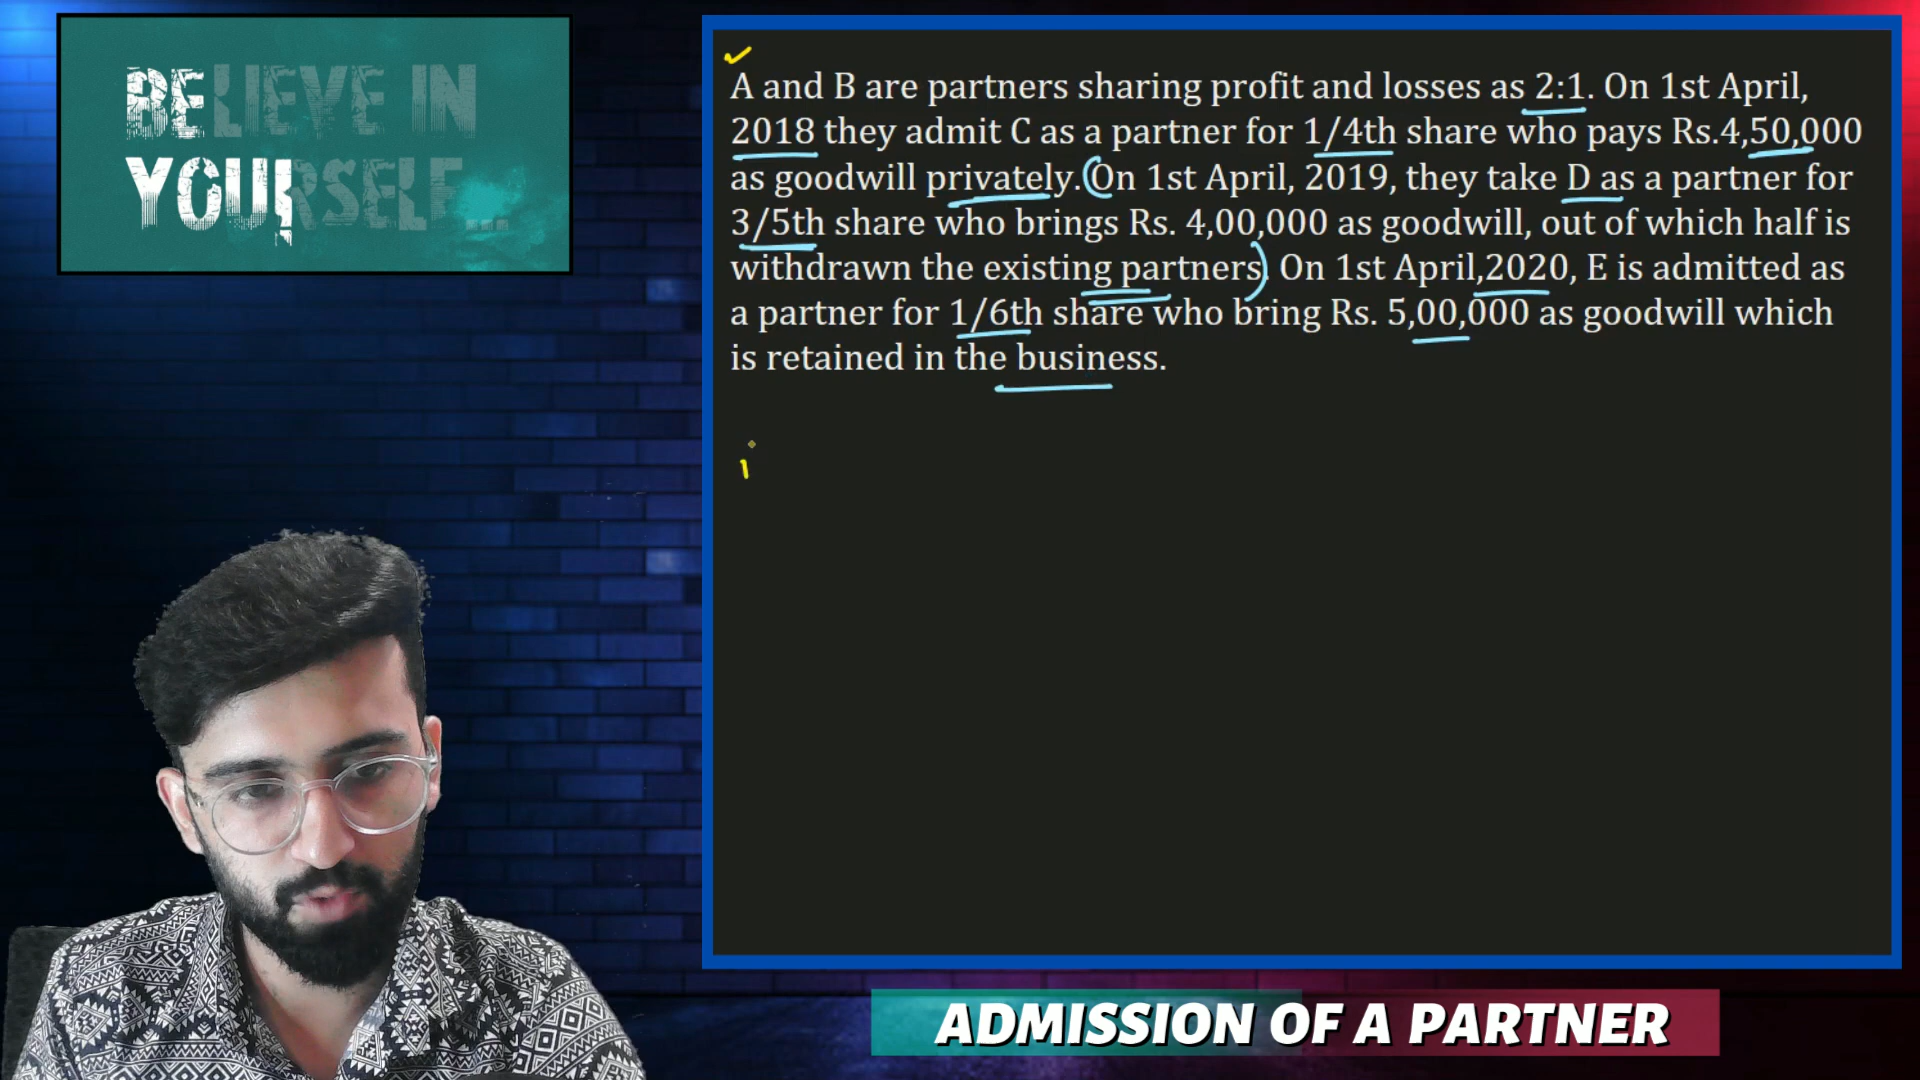 BELIEVE IN
YOURSELF...
A and B are partners sharing profit and losses as 2:1. On 1st April,
2018 they admit C as a partner for 1/4th share who pays Rs.4,50,000
as goodwill privately. (On 1st April, 2019, they take D as a partner for
3/5th share who brings Rs. 4,00,000 as goodwill, out of which half is
withdrawn the existing partners). On 1st April,2020, E is admitted as
a partner for 1/6th share who bring Rs. 5,00,000 as goodwill which
is retained in the business.
ADMISSION OF A PARTNER